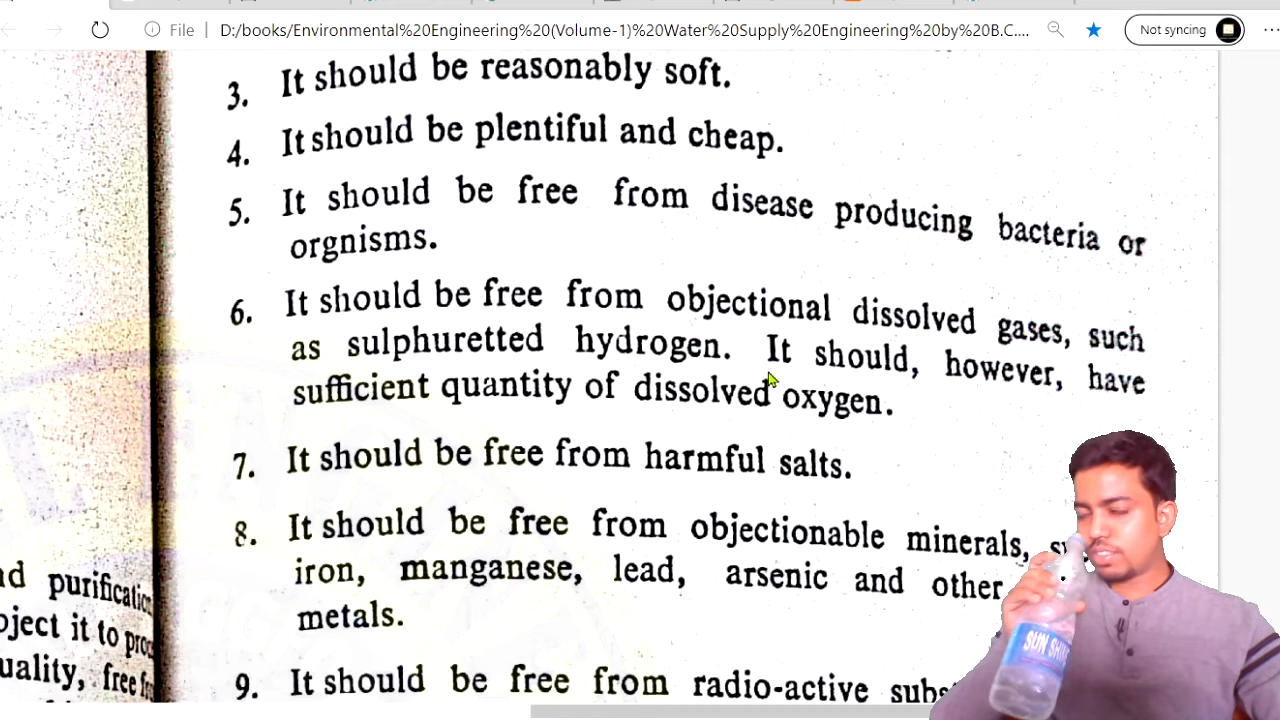 File D:/books/Environmental%20Engineering%20(Volume-1)%20Water%20Supply%20Engineering%20by%20B.C.... Not syncing
3. It should be reasonably soft.
4. It should be plentiful and cheap.
5. It should be free from disease producing bacteria or
orgnisms.
6. It should be free from objectional dissolved gases, such
as sulphuretted hydrogen. It should, however, have
sufficient quantity of dissolved oxygen.
7. It should be free from harmful salts.
8. It should be free from objectionable minerals,
iron, manganese, lead, arsenic and other
metals.
9. It should be free from radio-active
purification
ject it to
uality, free
SUN SHINE